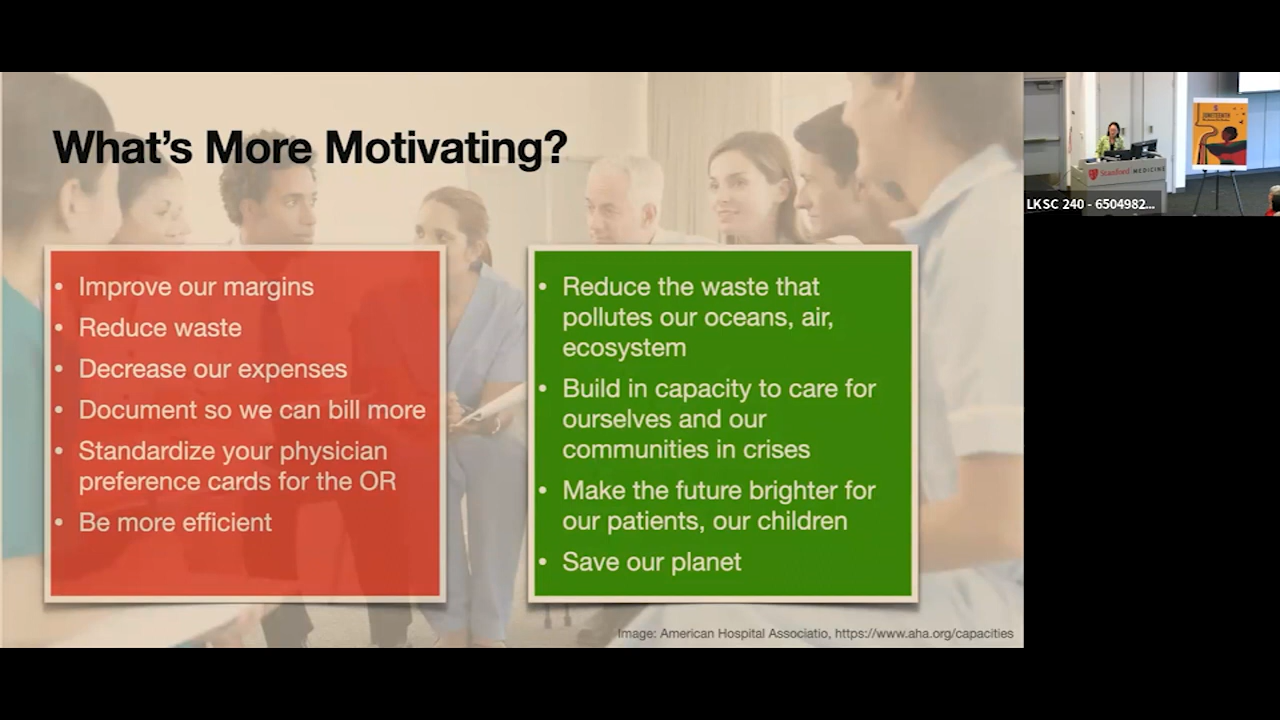 What's More Motivating?
• Improve our margins
• Reduce waste
• Decrease our expenses
• Document so we can bill more
• Standardize your physician
preference cards for the OR
• Be more efficient
• Reduce the waste that
pollutes our oceans, air,
ecosystem
• Build in capacity to care for
ourselves and our
communities in crises
• Make the future brighter for
our patients, our children
• Save our planet
Image: American Hospital Associatio, https://www.aha.org/capacities
JUNETEENTH
Stanford MEDICINE
LKSC 240 - 6504982...